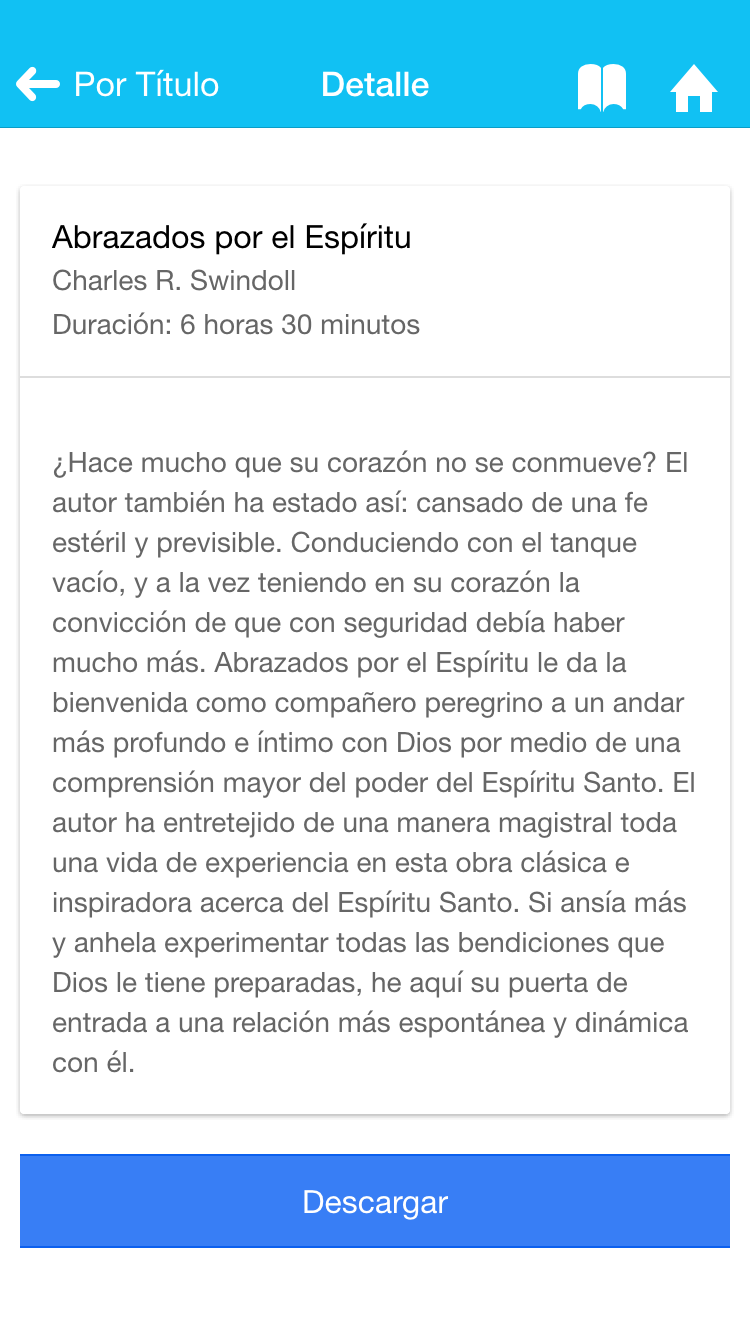 Por Título
Detalle
Abrazados por el Espíritu
Charles R. Swindoll
Duración: 6 horas 30 minutos
¿Hace mucho que su corazón no se conmueve? El
autor también ha estado así: cansado de una fe
estéril y previsible. Conduciendo con el tanque
vacío, y a la vez teniendo en su corazón la
convicción de que con seguridad debía haber
mucho más. Abrazados por el Espíritu le da la
bienvenida como compañero peregrino a un andar
más profundo e íntimo con Dios por medio de una
comprensión mayor del poder del Espíritu Santo. El
autor ha entretejido de una manera magistral toda
una vida de experiencia en esta obra clásica e
inspiradora acerca del Espíritu Santo. Si ansía más
y anhela experimentar todas las bendiciones que
Dios le tiene preparadas, he aquí su puerta de
entrada a una relación más espontánea y dinámica
con él.
Descargar